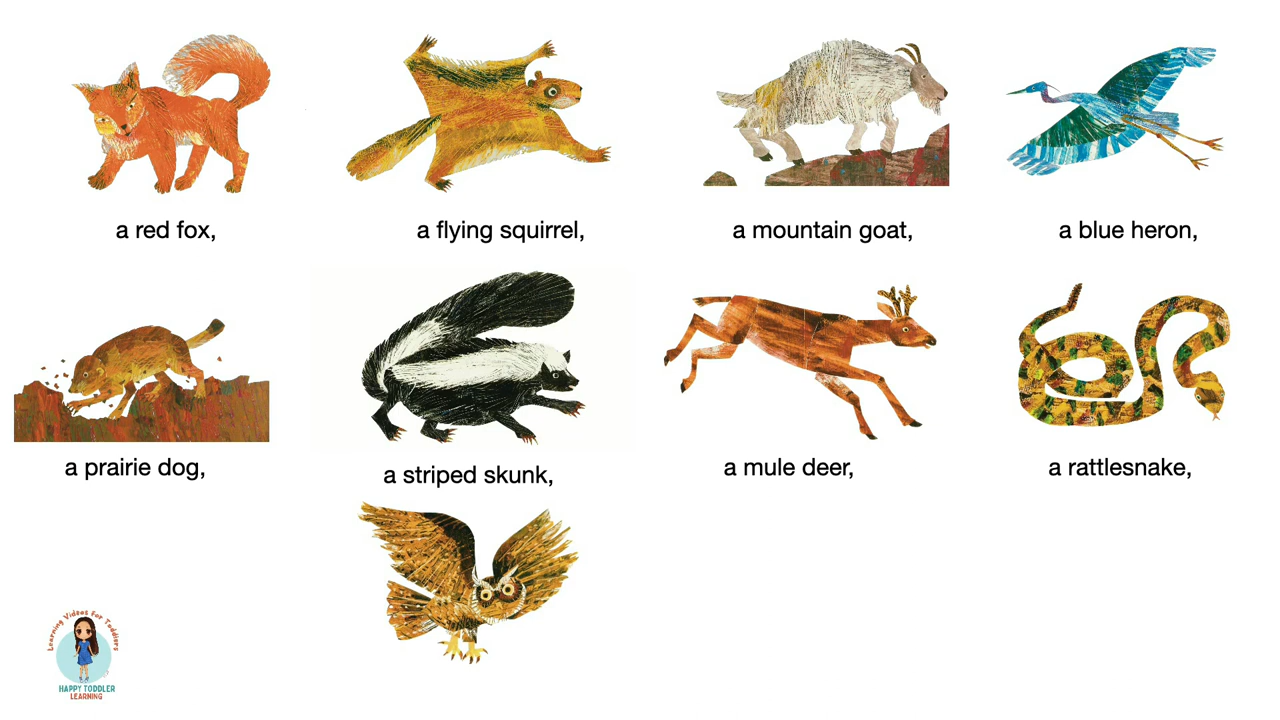 a red fox,
a flying squirrel,
a mountain goat,
a blue heron,
a prairie dog,
a striped skunk,
a mule deer,
a rattlesnake,
Learning Videos For Toddlers
HAPPY TODDLER
LEARNING